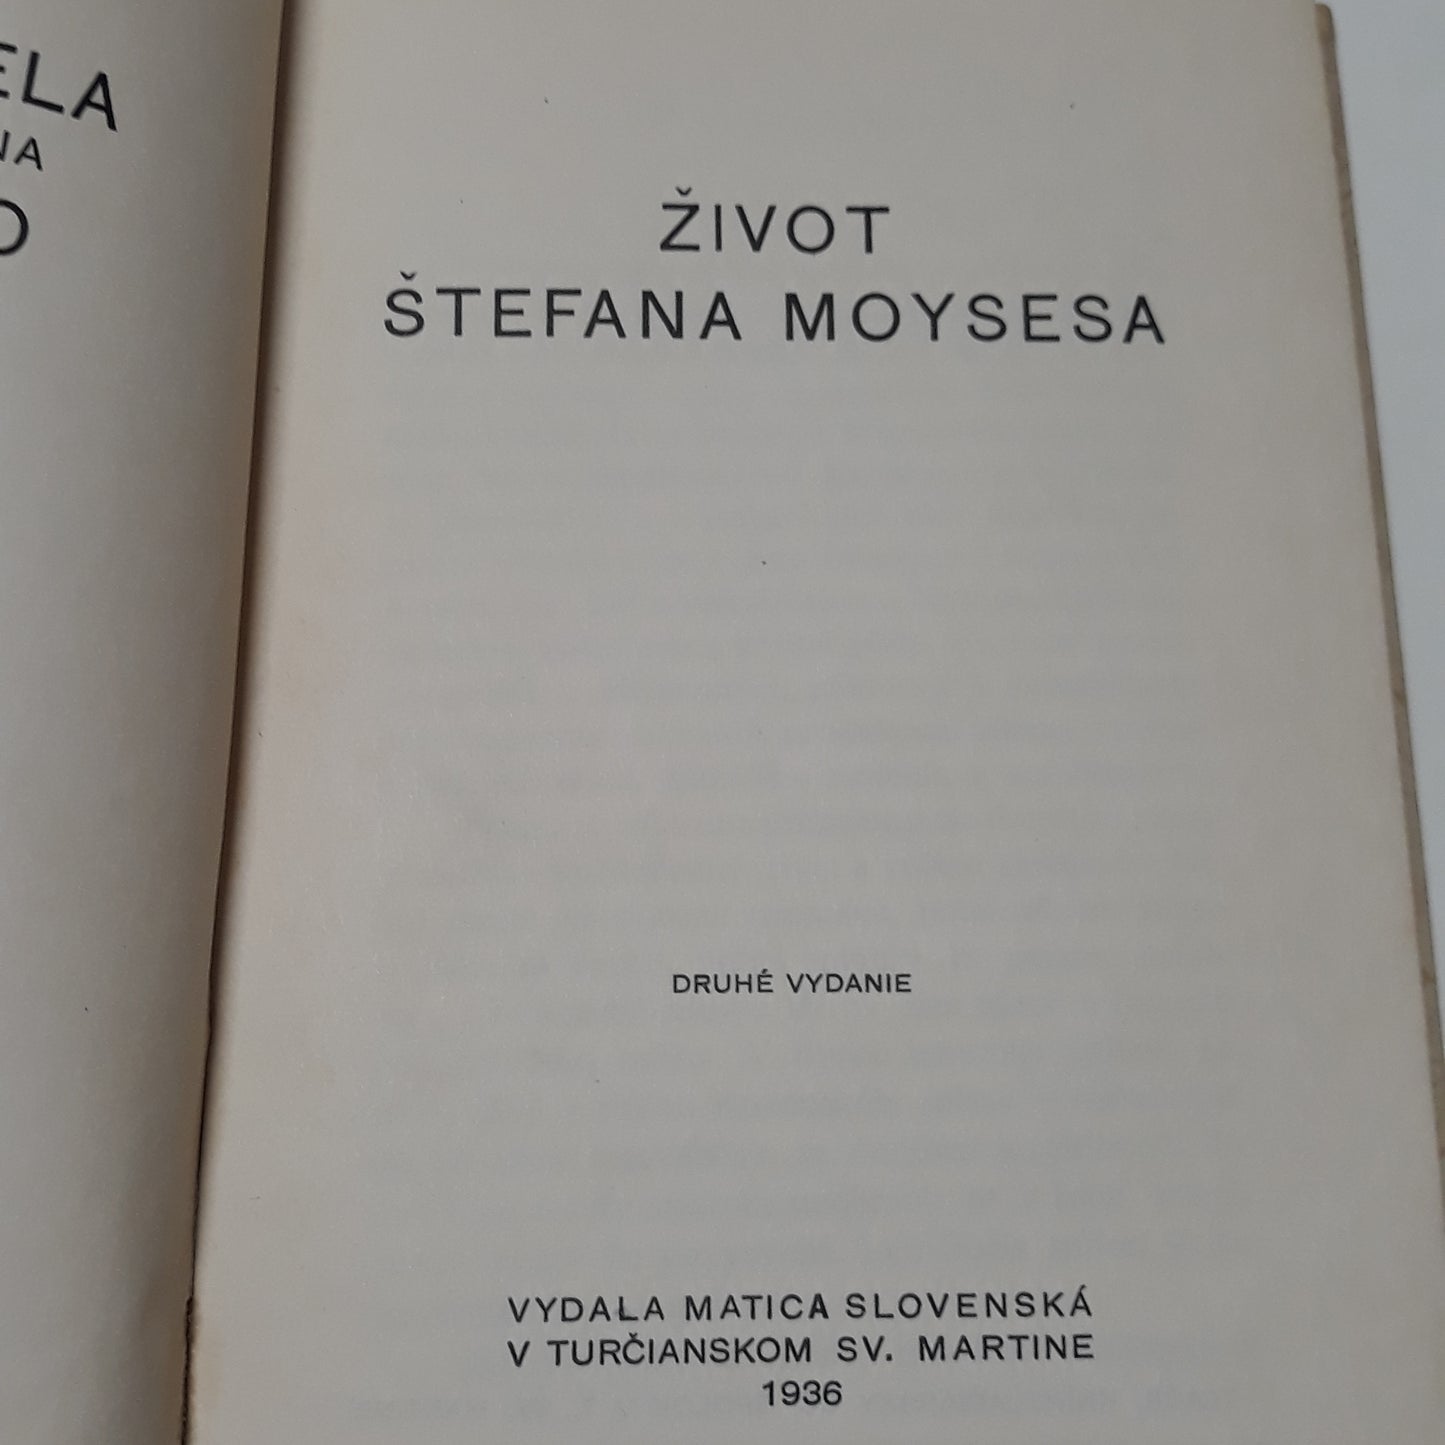 ŽIVOT
ŠTEFANA MOYSESA
DRUHÉ VYDANIE
VYDALA MATICA SLOVENSKÁ
V TURČIANSKOM SV. MARTINE
1936